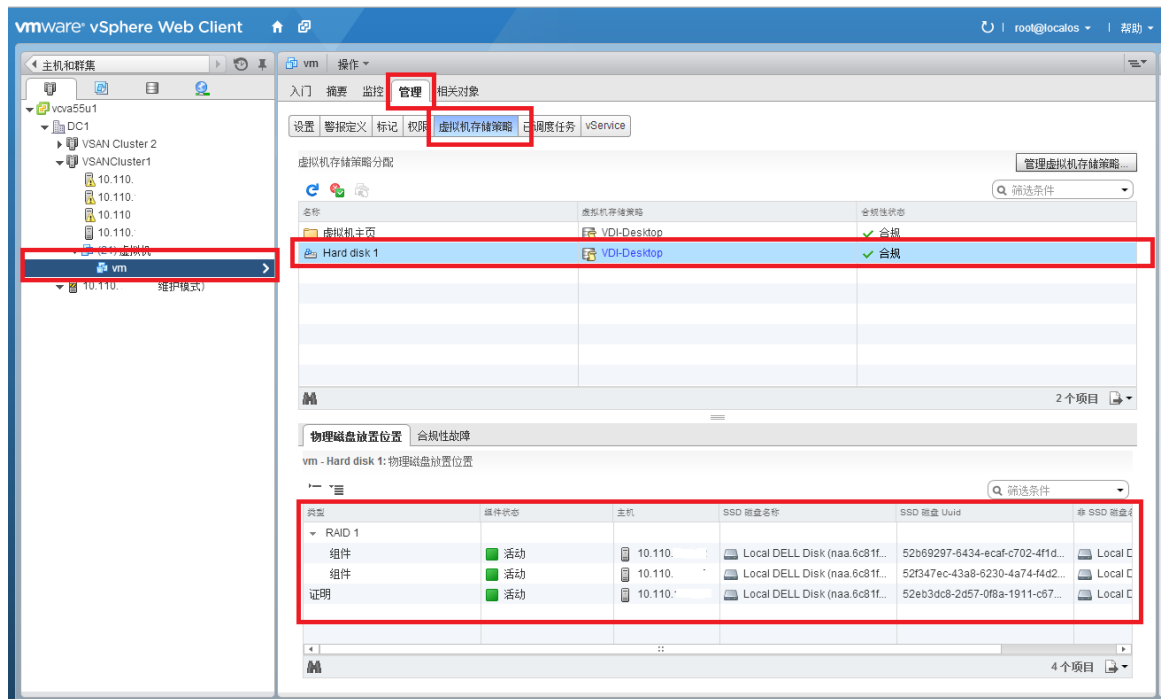 vmware® vSphere Web Client
root@localos
帮助
主机和群集
vcva55u1
DC1
VSAN Cluster 2
VSANCluster1
10.110.
10.110.
10.110
10.110.
(21) 虚拟机
vm
10.110. 维护模式)
vm 操作
入门 摘要 监控 管理 相关对象
设置 警报定义 标记 权限 虚拟机存储策略 已调度任务 vService
虚拟机存储策略分配
管理虚拟机存储策略...
筛选条件
名称 虚拟机存储策略 合规性状态
虚拟机主页 VDI-Desktop 合规
Hard disk 1 VDI-Desktop 合规
2 个项目
物理磁盘放置位置 合规性故障
vm - Hard disk 1: 物理磁盘放置位置
筛选条件
类型 组件状态 主机 SSD 磁盘名称 SSD 磁盘 Uuid 非 SSD 磁盘
RAID 1
组件 活动 10.110. Local DELL Disk (naa.6c81f... 52b69297-6434-ecaf-c702-4f1d... Local D
组件 活动 10.110. Local DELL Disk (naa.6c81f... 52f347ec-43a8-6230-4a74-f4d2... Local D
证明 活动 10.110. Local DELL Disk (naa.6c81f... 52eb3dc8-2d57-0f8a-1911-c67... Local D
4 个项目